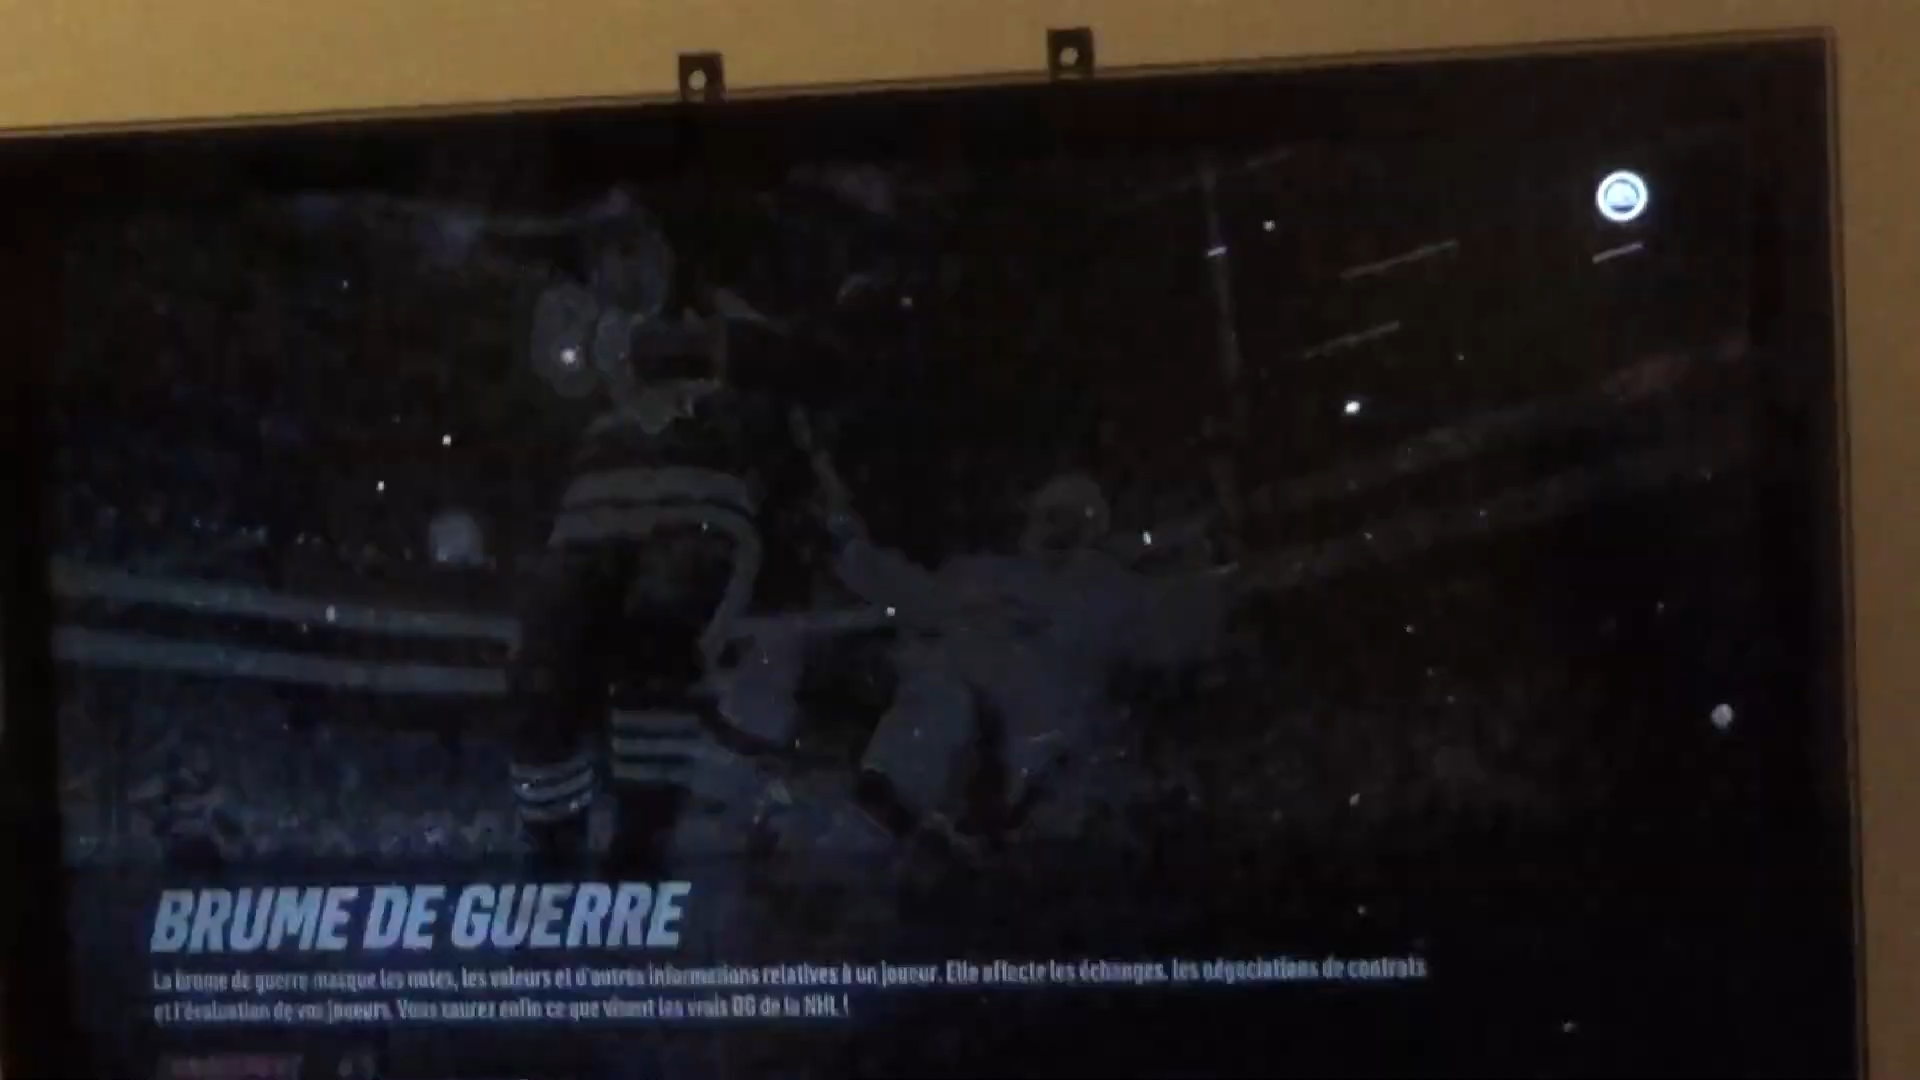 BRUME DE GUERRE
La brume de guerre masque les notes, les valeurs et d'autres informations relatives à un joueur. Elle affecte les échanges, les négociations de contrats
et l'évaluation de vos joueurs. Vous saurez enfin ce que vivent les vrais DG de la NHL !